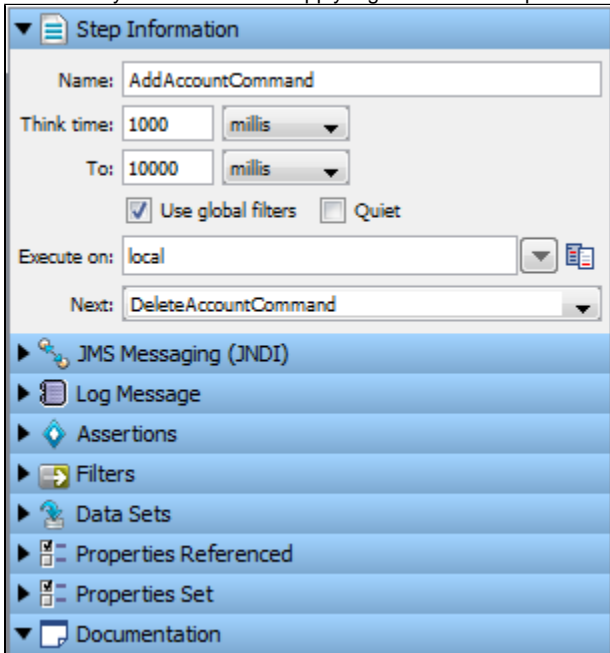 Step Information
Name: AddAccountCommand
Think time: 1000 millis
To: 10000 millis
Use global filters Quiet
Execute on: local
Next: DeleteAccountCommand
JMS Messaging (JNDI)
Log Message
Assertions
Filters
Data Sets
Properties Referenced
Properties Set
Documentation